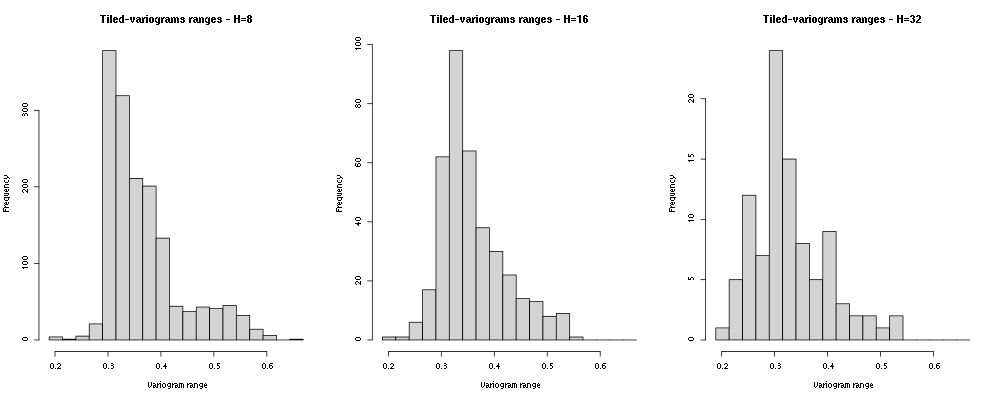 Tiled-variograms ranges - H=8
Frequency
0
100
200
300
0.2 0.3 0.4 0.5 0.6
Variogram range
Tiled-variograms ranges - H=16
Frequency
0
20
40
60
80
100
0.2 0.3 0.4 0.5 0.6
Variogram range
Tiled-variograms ranges - H=32
Frequency
0
5
10
15
20
0.2 0.3 0.4 0.5 0.6
Variogram range